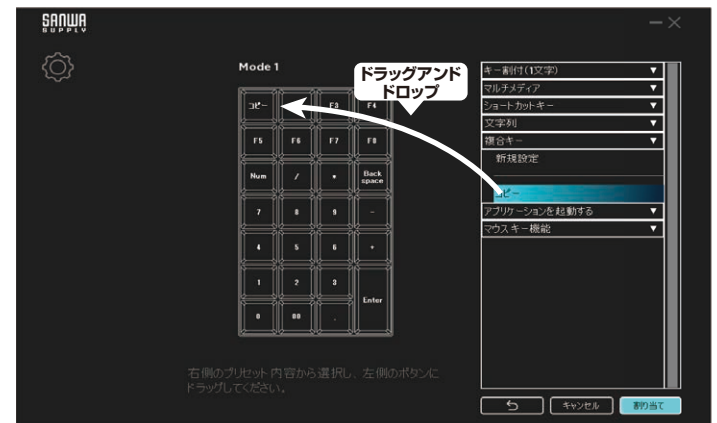 SANWA
SUPPLY
Mode 1
ドラッグアンド
ドロップ
コピー F3 F4
F5 F6 F7 F8
Num / * Back
space
7 8 9 -
4 5 6 +
1 2 3
Enter
0 00 .
キー割付(1文字) ▼
マルチメディア ▼
ショートカットキー ▼
文字列 ▼
複合キー ▼
新規設定
コピー
アプリケーションを起動する ▼
マウスキー機能 ▼
右側のプリセット内容から選択し、左側のボタンに
ドラッグしてください。
キャンセル 割り当て